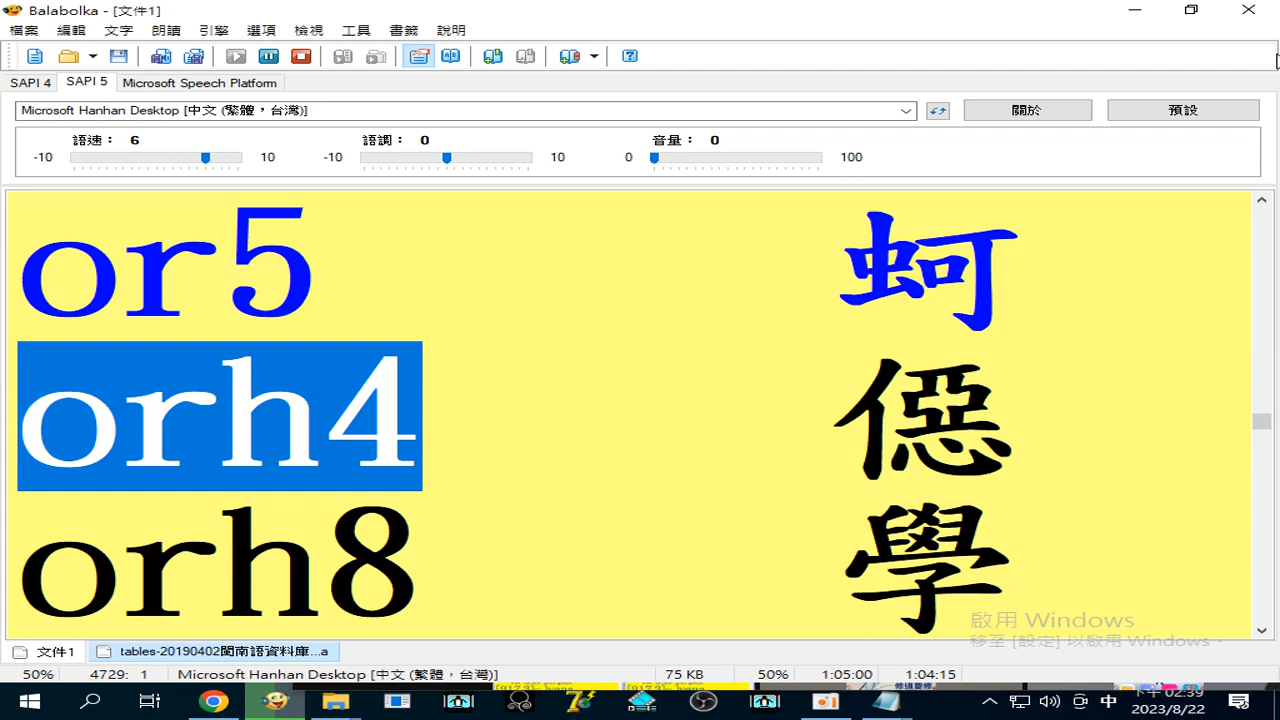 Balabolka - [文件1]
檔案 編輯 文字 朗讀 引擎 選項 檢視 工具 書籤 說明
SAPI 4 SAPI 5 Microsoft Speech Platform
Microsoft Hanhan Desktop [中文 (繁體，台灣)] 關於 預設
語速： 6 語調： 0 音量： 0
-10 10 -10 10 0 100
or5 蚵
orh4 僫
orh8 學
啟用 Windows
移至 [設定] 以啟用 Windows。
文件1 tables-20190402閩南語資料庫...a
50% 4729: 1 Microsoft Hanhan Desktop [中文 (繁體，台灣)] 75 KB 50% 1:05:00 1:04:15
中 下午 02:39
2023/8/22